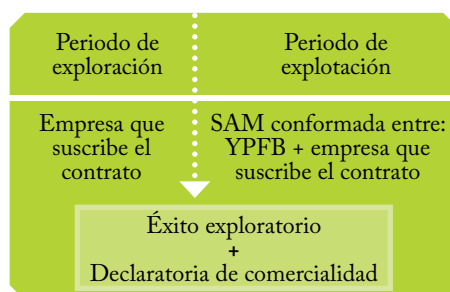 Periodo de
exploración
Periodo de
explotación
Empresa que
suscribe el
contrato
SAM conformada entre:
YPFB + empresa que
suscribe el contrato
Éxito exploratorio
+
Declaratoria de comercialidad